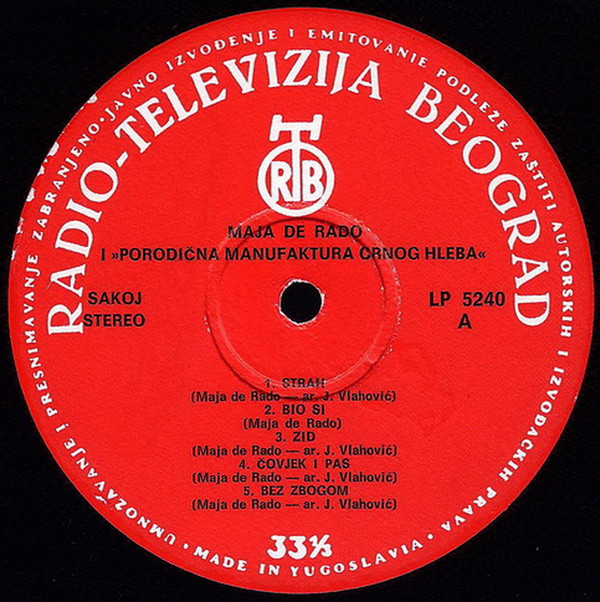 UMNOŽAVANJE I PRESNIMAVANJE ZABRANJENO · JAVNO IZVOĐENJE I EMITOVANJE PODLEŽE ZAŠTITI AUTORSKIH I IZVOĐAČKIH PRAVA ·
RADIO-TELEVIZIJA BEOGRAD
RTB
MAJA DE RADO
I »PORODIČNA MANUFAKTURA CRNOG HLEBA«
SAKOJ
STEREO
LP 5240
A
1. STRAH
(Maja de Rado — ar. J. Vlahović)
2. BIO SI
(Maja de Rado)
3. ZID
(Maja de Rado — ar. J. Vlahović)
4. ČOVJEK I PAS
(Maja de Rado — ar. J. Vlahović)
5. BEZ ZBOGOM
(Maja de Rado — ar. J. Vlahović)
33⅓
MADE IN YUGOSLAVIA ·